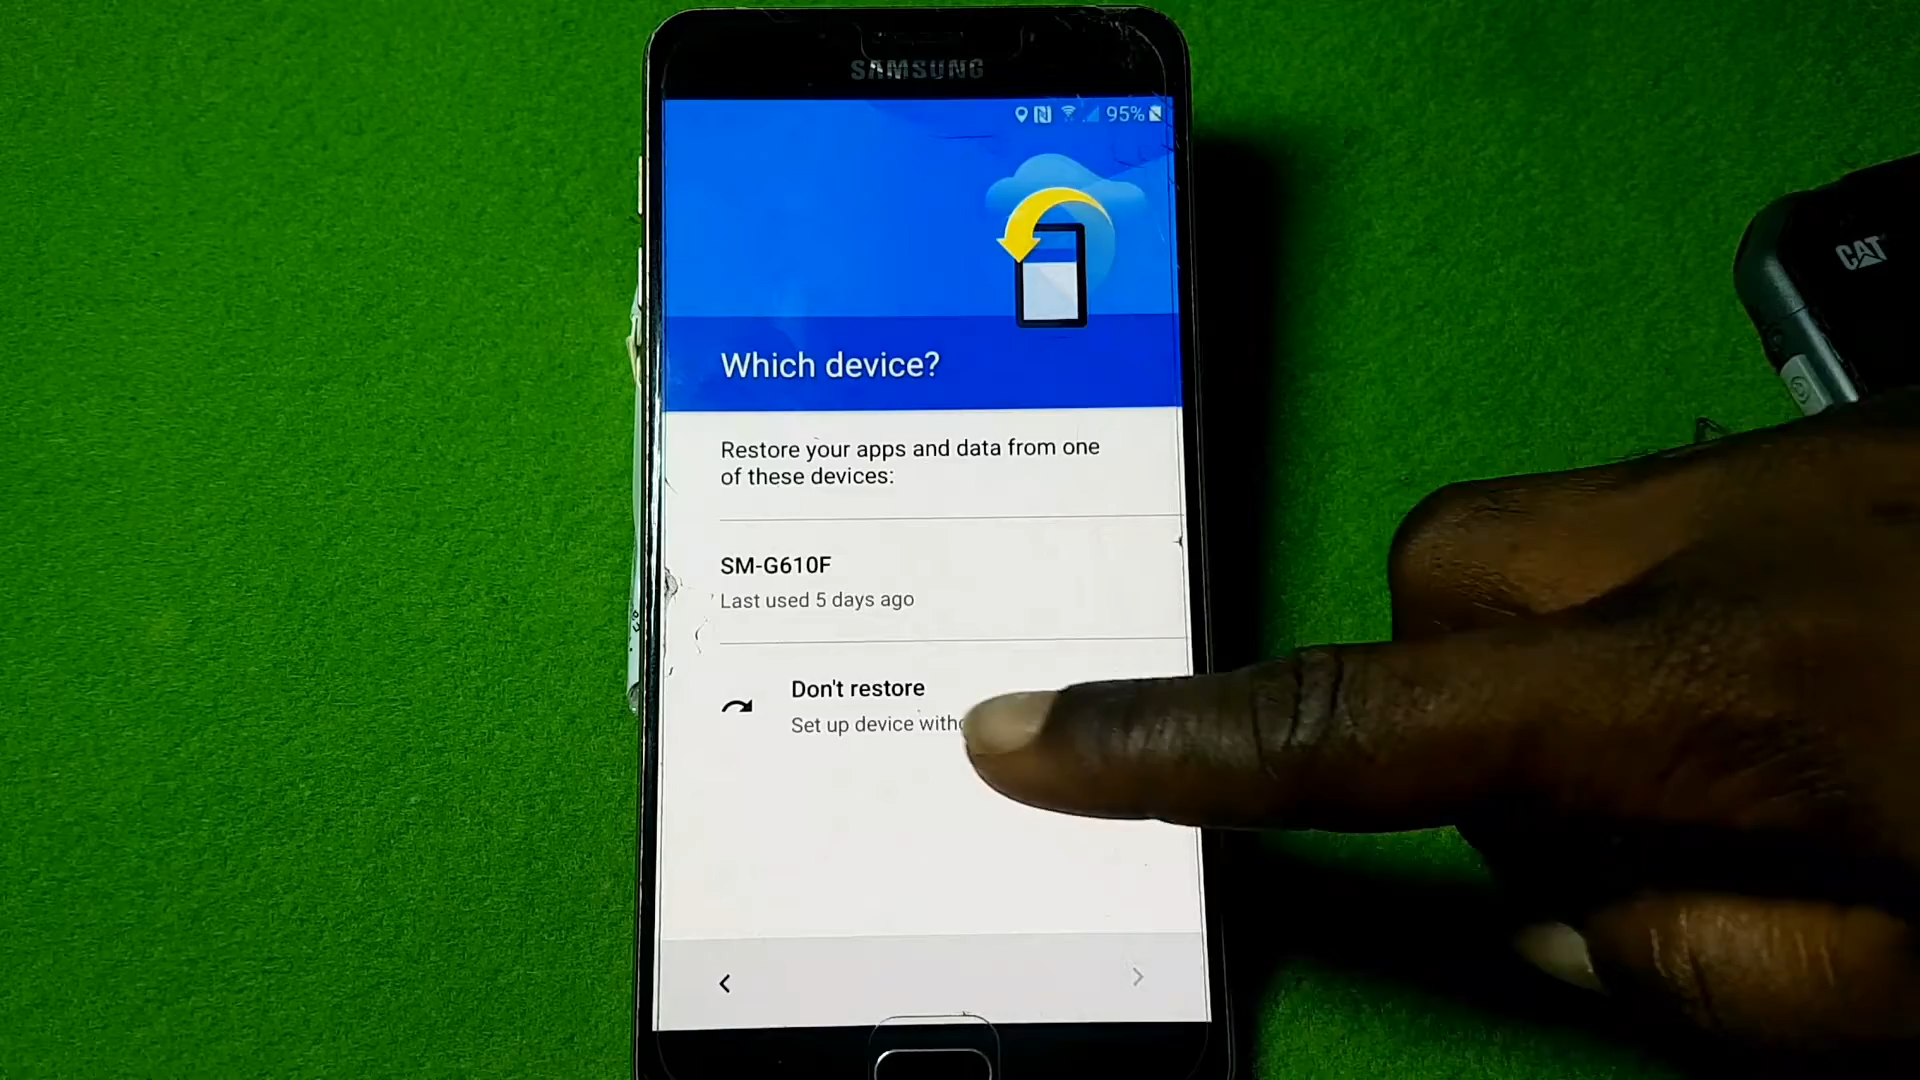 SAMSUNG
95%
CAT
Which device?
Restore your apps and data from one
of these devices:
SM-G610F
Last used 5 days ago
Don't restore
Set up device